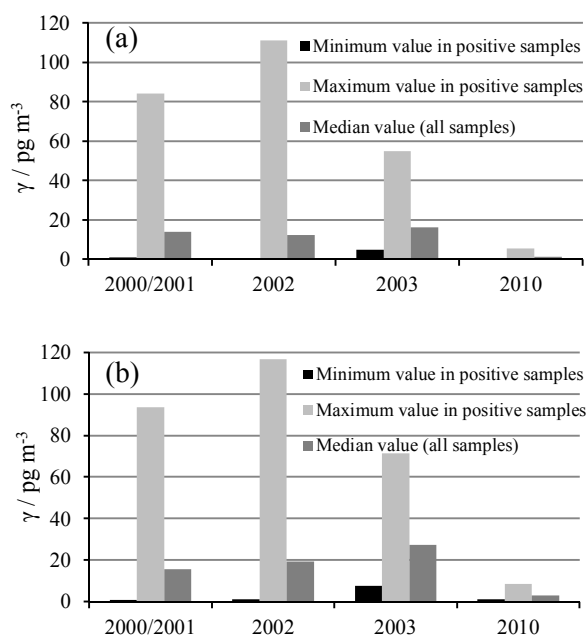 (a)
Minimum value in positive samples
Maximum value in positive samples
Median value (all samples)
γ / pg m-3
120
100
80
60
40
20
0
2000/2001 2002 2003 2010
(b)
Minimum value in positive samples
Maximum value in positive samples
Median value (all samples)
γ / pg m-3
120
100
80
60
40
20
0
2000/2001 2002 2003 2010